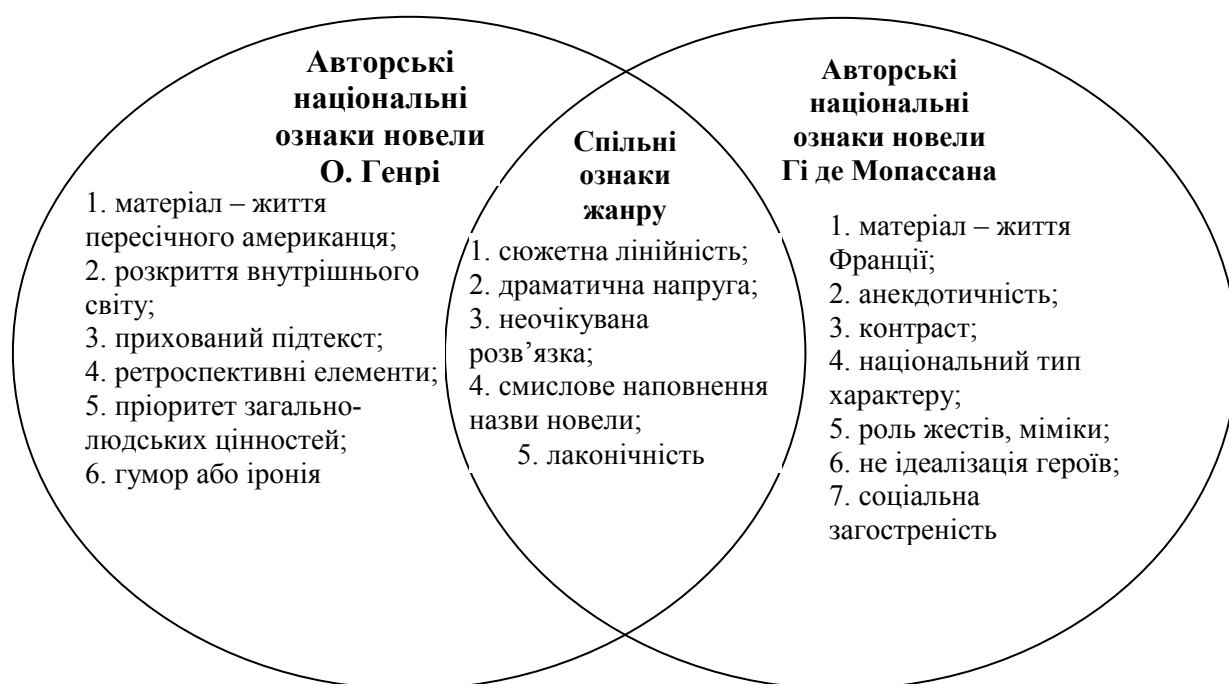 Авторські
національні
ознаки новели
О. Генрі
1. матеріал – життя
пересічного американця;
2. розкриття внутрішнього
світу;
3. прихований підтекст;
4. ретроспективні елементи;
5. пріоритет загально-
людських цінностей;
6. гумор або іронія
Спільні
ознаки
жанру
1. сюжетна лінійність;
2. драматична напруга;
3. неочікувана
розв’язка;
4. смислове наповнення
назви новели;
5. лаконічність
Авторські
національні
ознаки новели
Гі де Мопассана
1. матеріал – життя
Франції;
2. анекдотичність;
3. контраст;
4. національний тип
характеру;
5. роль жестів, міміки;
6. не ідеалізація героїв;
7. соціальна
загостреність